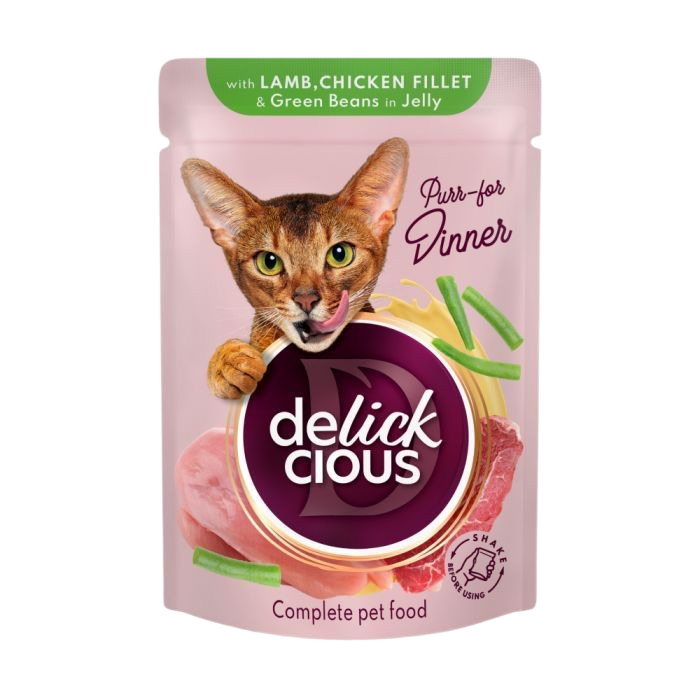 with LAMB,CHICKEN FILLET
& Green Beans in Jelly
Purr-for
Dinner
D
delick
cious
SHAKE
BEFORE USING
Complete pet food